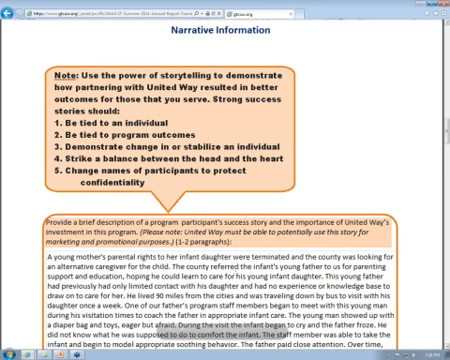 www.gtcuw.org
Narrative Information
Note: Use the power of storytelling to demonstrate
how partnering with United Way resulted in better
outcomes for those that you serve. Strong success
stories should:
1. Be tied to an individual
2. Be tied to program outcomes
3. Demonstrate change in or stabilize an individual
4. Strike a balance between the head and the heart
5. Change names of participants to protect
confidentiality
Provide a brief description of a program participant's success story and the importance of United Way's
investment in this program. (Please note: United Way must be able to potentially use this story for
marketing and promotional purposes.) (1-2 paragraphs):
A young mother's parental rights to her infant daughter were terminated and the county was looking for
an alternative caregiver for the child. The county referred the infant's young father to us for parenting
support and education, hoping he could learn to care for his young infant daughter. This young father
had previously had only limited contact with his daughter and had no experience or knowledge base to
draw on to care for her. He lived 90 miles from the cities and was traveling down by bus to visit with his
daughter once a week. One of our father's program staff members began to meet with this young man
during his visitation times to coach the father in appropriate infant care. The young man showed up with
a diaper bag and toys, eager but afraid. During the visit the infant began to cry and the father froze. He
did not know what he was supposed to do to comfort the infant. The staff member was able to take the
infant and begin to model appropriate soothing behavior. The father paid close attention. Over time,